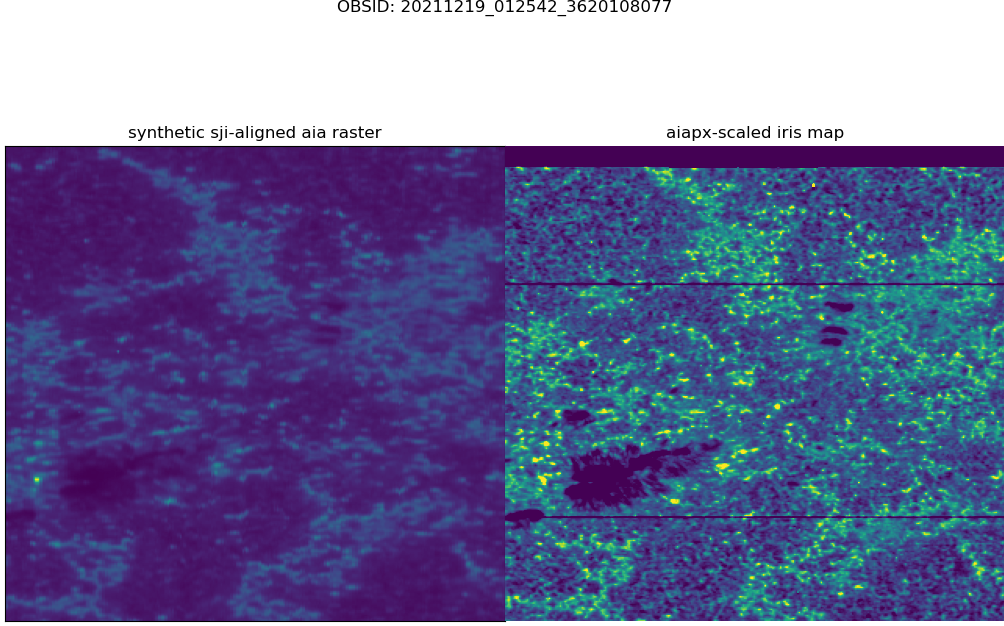 OBSID: 20211219_012542_3620108077
synthetic sji-aligned aia raster
aiapx-scaled iris map